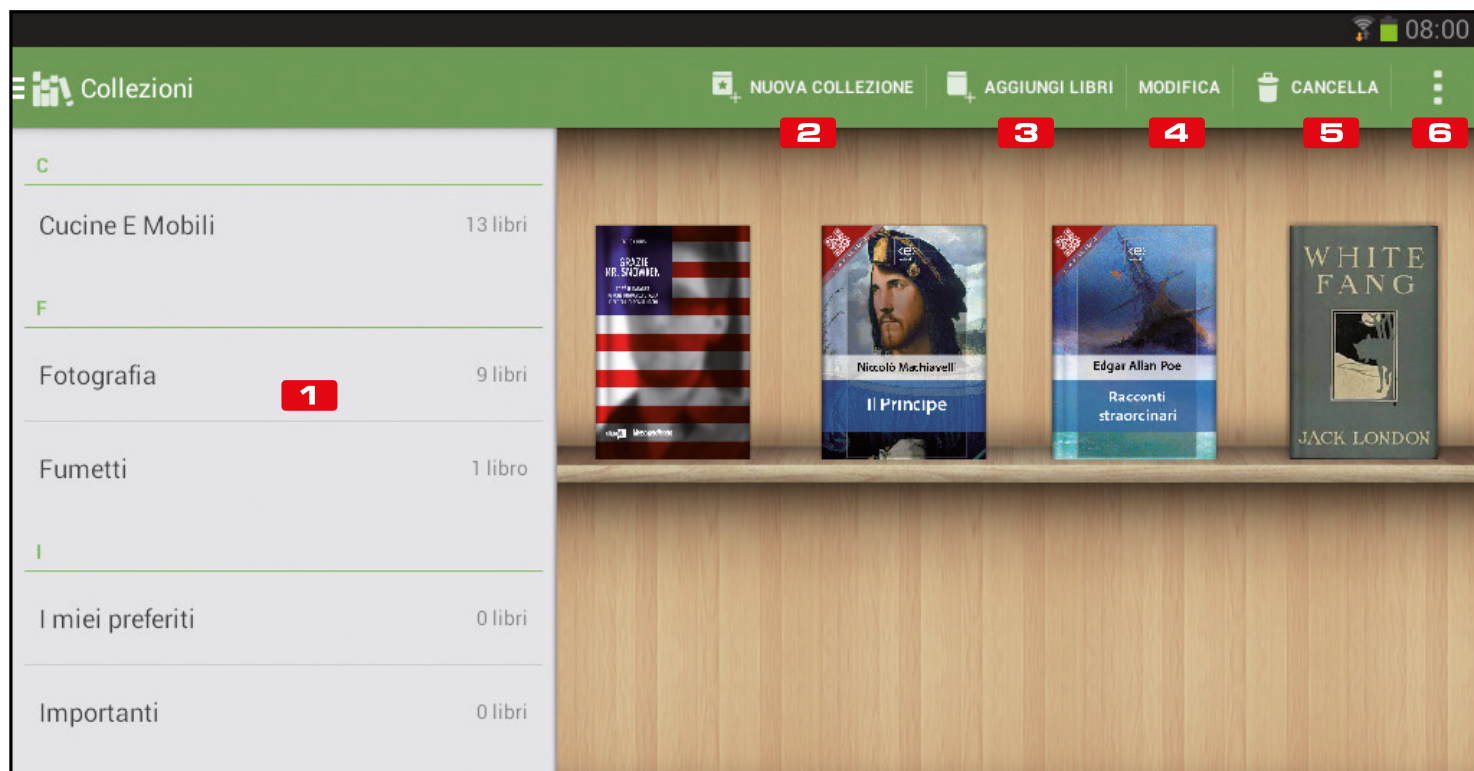 08:00
Collezioni
NUOVA COLLEZIONE
AGGIUNGI LIBRI
MODIFICA
CANCELLA
2
3
4
5
6
C
Cucine E Mobili 13 libri
F
Fotografia 9 libri
1
Fumetti 1 libro
I
I miei preferiti 0 libri
Importanti 0 libri
GRAZIE
MR. SNOWDEN
<e>
Niccolò Machiavelli
Il Principe
<e>
Edgar Allan Poe
Racconti
straorcinari
WHITE
FANG
JACK LONDON